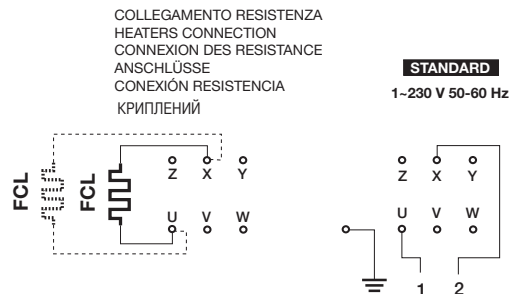 COLLEGAMENTO RESISTENZA
HEATERS CONNECTION
CONNEXION DES RESISTANCE
ANSCHLÜSSE
CONEXIÓN RESISTENCIA
КРИПЛЕНИЙ
STANDARD
1~230 V 50-60 Hz
FCL
FCL
Z X Y
U V W
Z X Y
U V W
1 2